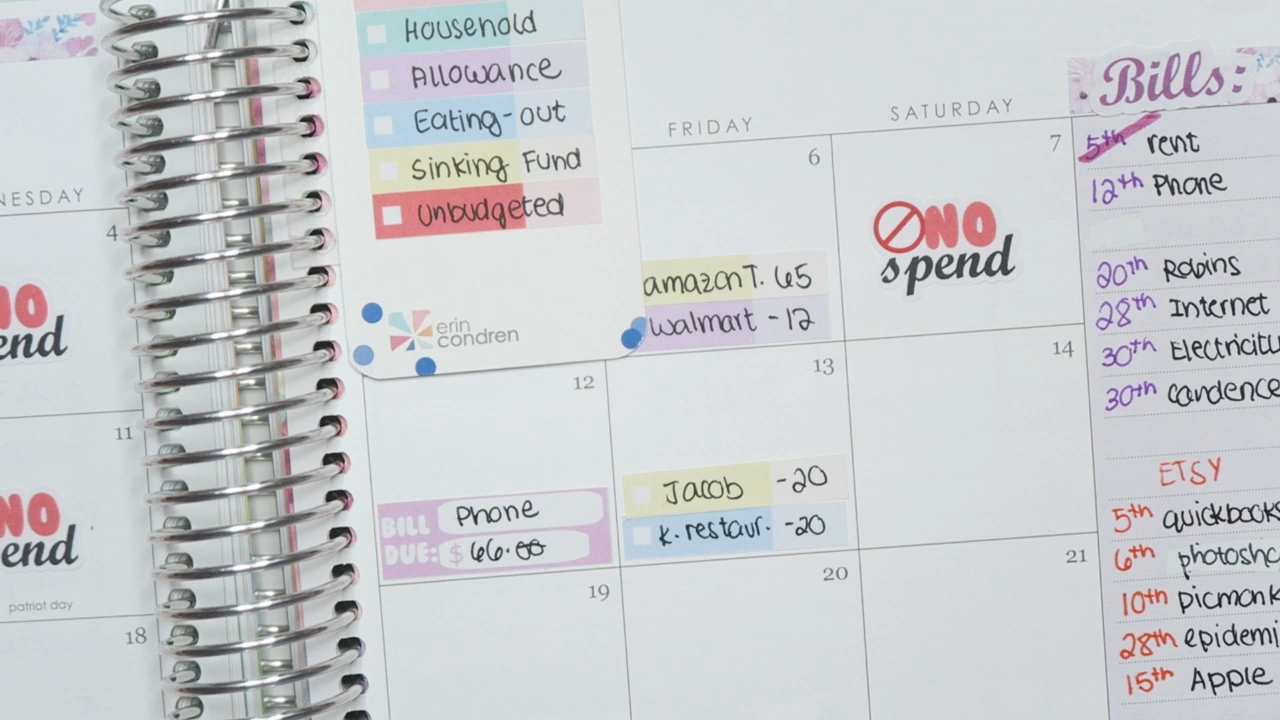 Household
Allowance
Eating-out
Sinking Fund
Unbudgeted
erin
condren
NESDAY
FRIDAY
SATURDAY
4
6
7
NO
end
amazon T. 65
walmart -12
NO
spend
11
12
13
14
NO
end
patriot day
BILL
DUE:
Phone
$ 66.00
Jacob -20
K. restaur. -20
18
19
20
21
Bills:
5th rent
12th Phone
20th Robins
28th Internet
30th Electricity
30th candence
ETSY
5th quickbooks
6th photosho
10th picmonk
28th epidemi
15th Apple